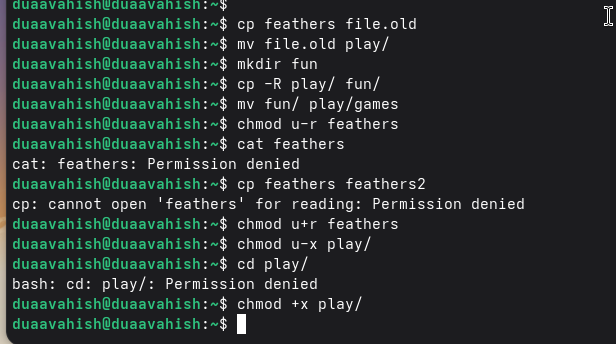 duaavahish@duaavahish:~$
duaavahish@duaavahish:~$ cp feathers file.old
duaavahish@duaavahish:~$ mv file.old play/
duaavahish@duaavahish:~$ mkdir fun
duaavahish@duaavahish:~$ cp -R play/ fun/
duaavahish@duaavahish:~$ mv fun/ play/games
duaavahish@duaavahish:~$ chmod u-r feathers
duaavahish@duaavahish:~$ cat feathers
cat: feathers: Permission denied
duaavahish@duaavahish:~$ cp feathers feathers2
cp: cannot open 'feathers' for reading: Permission denied
duaavahish@duaavahish:~$ chmod u+r feathers
duaavahish@duaavahish:~$ chmod u-x play/
duaavahish@duaavahish:~$ cd play/
bash: cd: play/: Permission denied
duaavahish@duaavahish:~$ chmod +x play/
duaavahish@duaavahish:~$